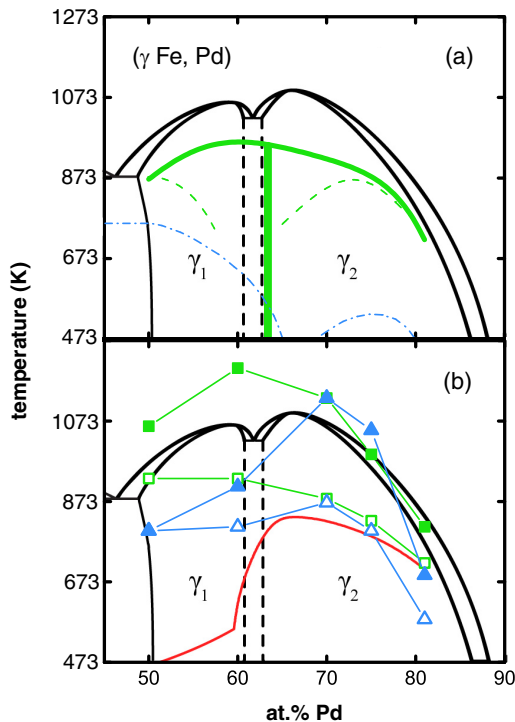 1273
(γ Fe, Pd)
(a)
1073
873
673
γ1
γ2
473
temperature (K)
(b)
1073
873
673
γ1
γ2
473
50 60 70 80 90
at.% Pd